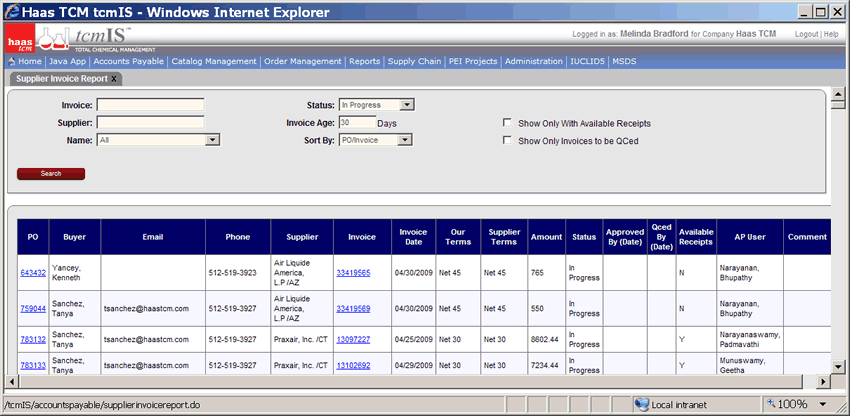 Haas TCM tcmIS - Windows Internet Explorer
haas tcm tcmIS™ TOTAL CHEMICAL MANAGEMENT
Logged in as: Melinda Bradford for Company Haas TCM Logout | Help
Home Java App Accounts Payable Catalog Management Order Management Reports Supply Chain PEI Projects Administration IUCLID5 MSDS
Supplier Invoice Report X
Invoice: Status: In Progress
Supplier: Invoice Age: 30 Days Show Only With Available Receipts
Name: All Sort By: PO/Invoice Show Only Invoices to be QCed
Search
PO Buyer Email Phone Supplier Invoice Invoice Date Our Terms Supplier Terms Amount Status Approved By (Date) Qced By (Date) Available Receipts AP User Comment
643432 Yancey, Kenneth 512-519-3923 Air Liquide America, L.P /AZ 33419565 04/30/2009 Net 45 Net 45 765 In Progress N Narayanan, Bhupathy
759044 Sanchez, Tanya tsanchez@haastcm.com 512-519-3927 Air Liquide America, L.P /AZ 33419569 04/30/2009 Net 45 Net 45 550 In Progress N Narayanan, Bhupathy
783132 Sanchez, Tanya tsanchez@haastcm.com 512-519-3927 Praxair, Inc. /CT 13097227 04/25/2009 Net 30 Net 30 8602.44 In Progress Y Narayanaswamy, Padmavathi
783133 Sanchez, Tanya tsanchez@haastcm.com 512-519-3927 Praxair, Inc. /CT 13102692 04/29/2009 Net 30 Net 30 7234.44 In Progress Y Munuswamy, Geetha
/tcmIS/accountspayable/supplierinvoicereport.do Local intranet 100%